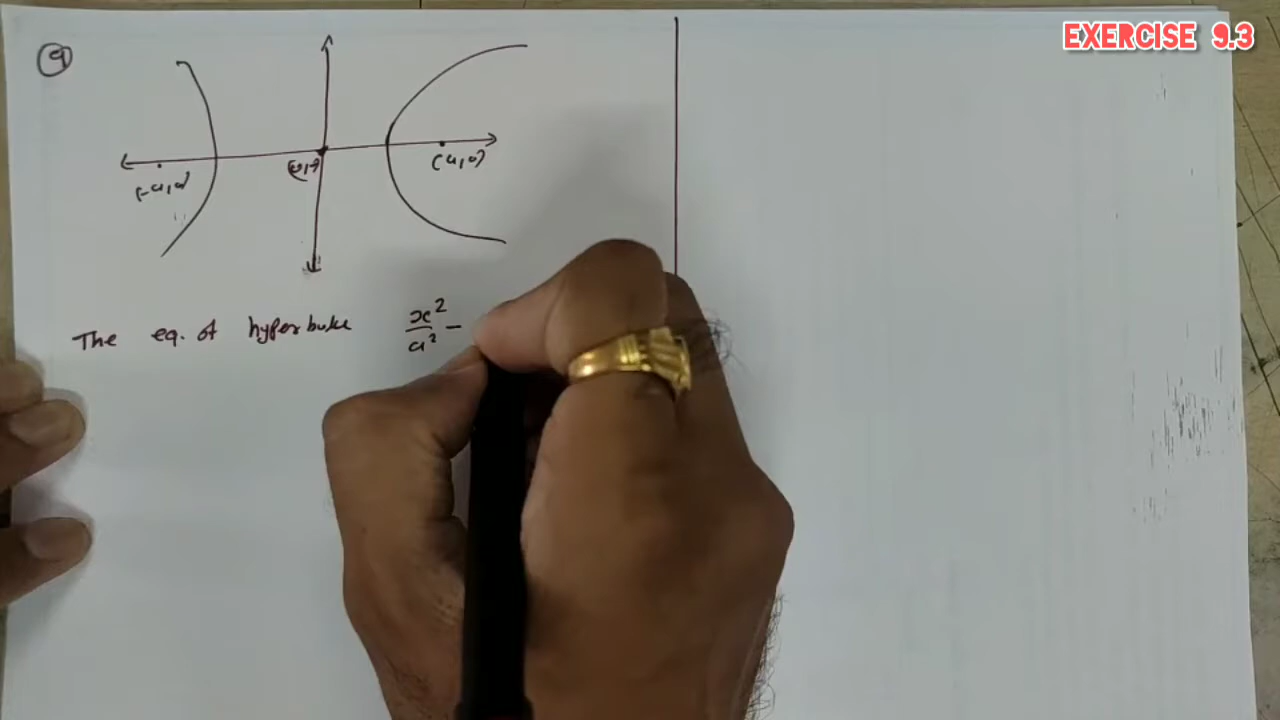 EXERCISE 9.3
9
(-a,0)
(0,0)
(a,0)
The eq. of hyperbola x²/a² -